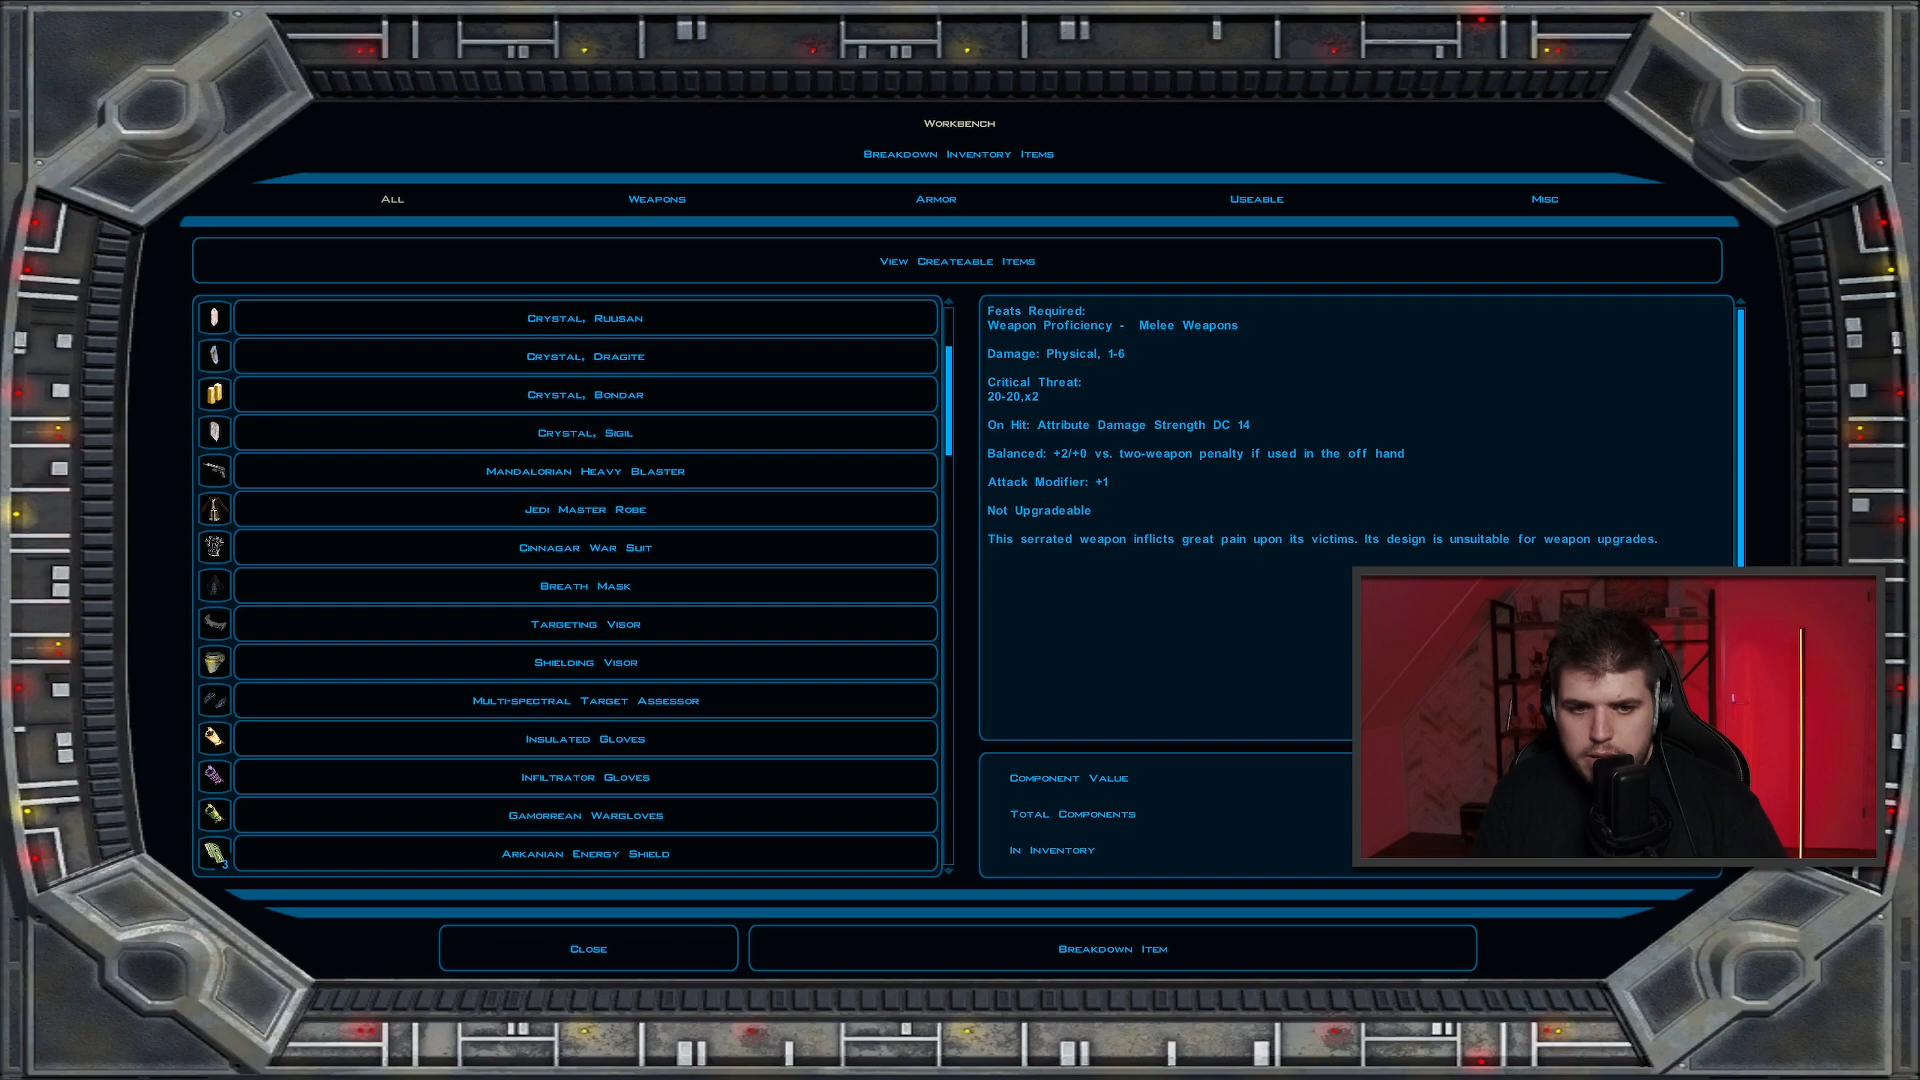 Workbench
Breakdown Inventory Items
All Weapons Armor Useable Misc
View Createable Items
Crystal, Ruusan
Crystal, Dragite
Crystal, Bondar
Crystal, Sigil
Mandalorian Heavy Blaster
Jedi Master Robe
Cinnagar War Suit
Breath Mask
Targeting Visor
Shielding Visor
Multi-spectral Target Assessor
Insulated Gloves
Infiltrator Gloves
Gamorrean Wargloves
3 Arkanian Energy Shield
Feats Required:
Weapon Proficiency - Melee Weapons
Damage: Physical, 1-6
Critical Threat:
20-20,x2
On Hit: Attribute Damage Strength DC 14
Balanced: +2/+0 vs. two-weapon penalty if used in the off hand
Attack Modifier: +1
Not Upgradeable
This serrated weapon inflicts great pain upon its victims. Its design is unsuitable for weapon upgrades.
Component Value
Total Components
In Inventory
Close
Breakdown Item